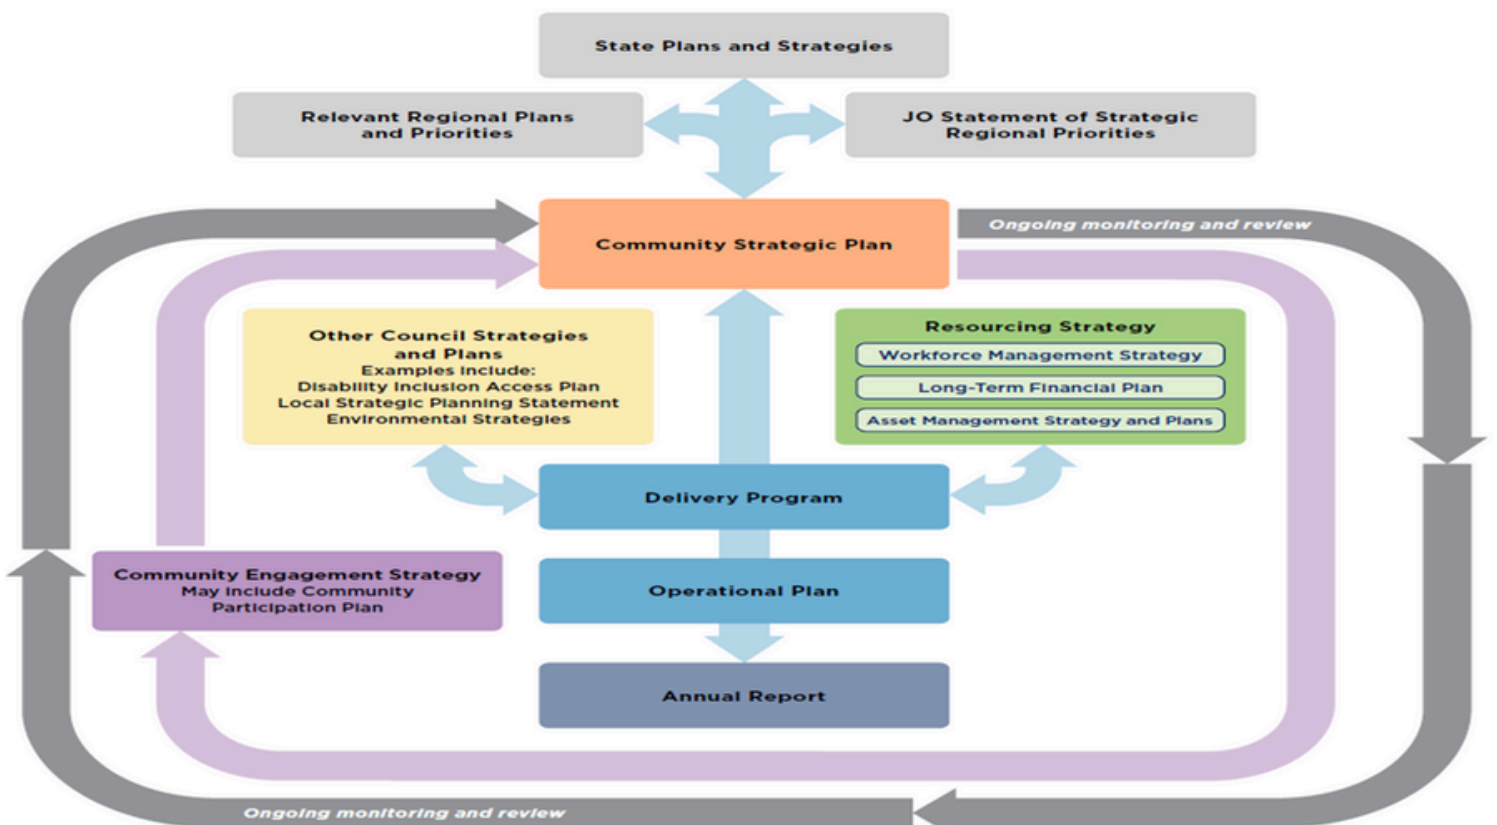 State Plans and Strategies
Relevant Regional Plans
and Priorities
JO Statement of Strategic
Regional Priorities
Community Strategic Plan
Ongoing monitoring and review
Other Council Strategies
and Plans
Examples include:
Disability Inclusion Access Plan
Local Strategic Planning Statement
Environmental Strategies
Resourcing Strategy
Workforce Management Strategy
Long-Term Financial Plan
Asset Management Strategy and Plans
Delivery Program
Community Engagement Strategy
May include Community
Participation Plan
Operational Plan
Annual Report
Ongoing monitoring and review